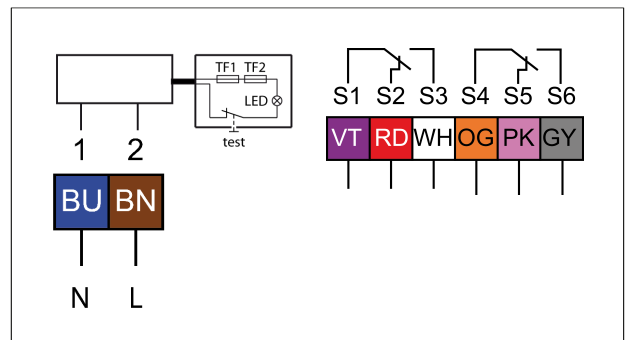 TF1 TF2
LED
test
1 2
BU BN
N L
S1 S2 S3 S4 S5 S6
VT RD WH OG PK GY